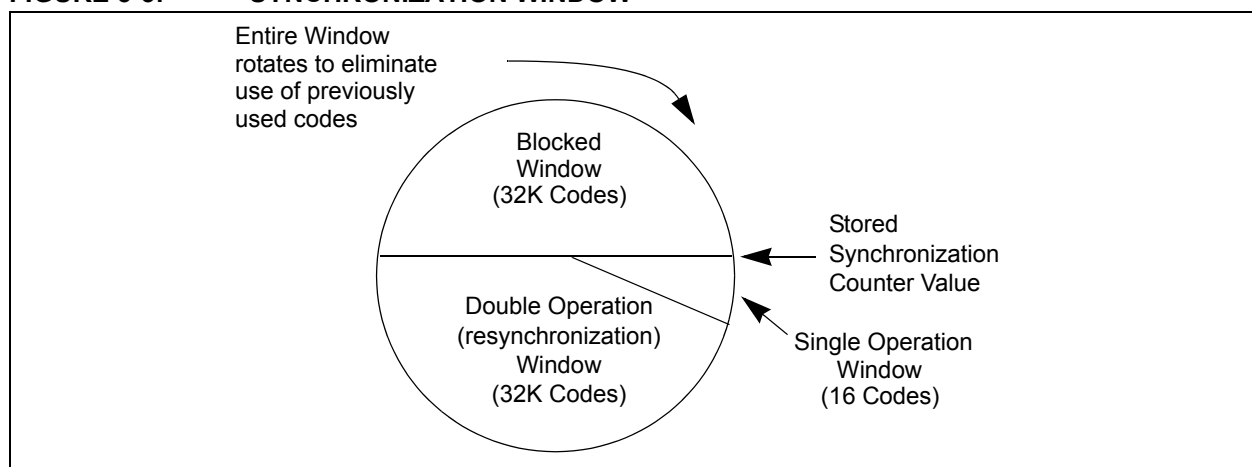 Entire Window
rotates to eliminate
use of previously
used codes
Blocked
Window
(32K Codes)
Stored
Synchronization
Counter Value
Double Operation
(resynchronization)
Window
(32K Codes)
Single Operation
Window
(16 Codes)